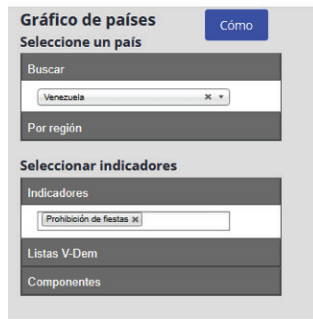 Gráfico de países
Cómo
Seleccione un país
Buscar
Venezuela
Por región
Seleccionar indicadores
Indicadores
Prohibición de fiestas
Listas V-Dem
Componentes